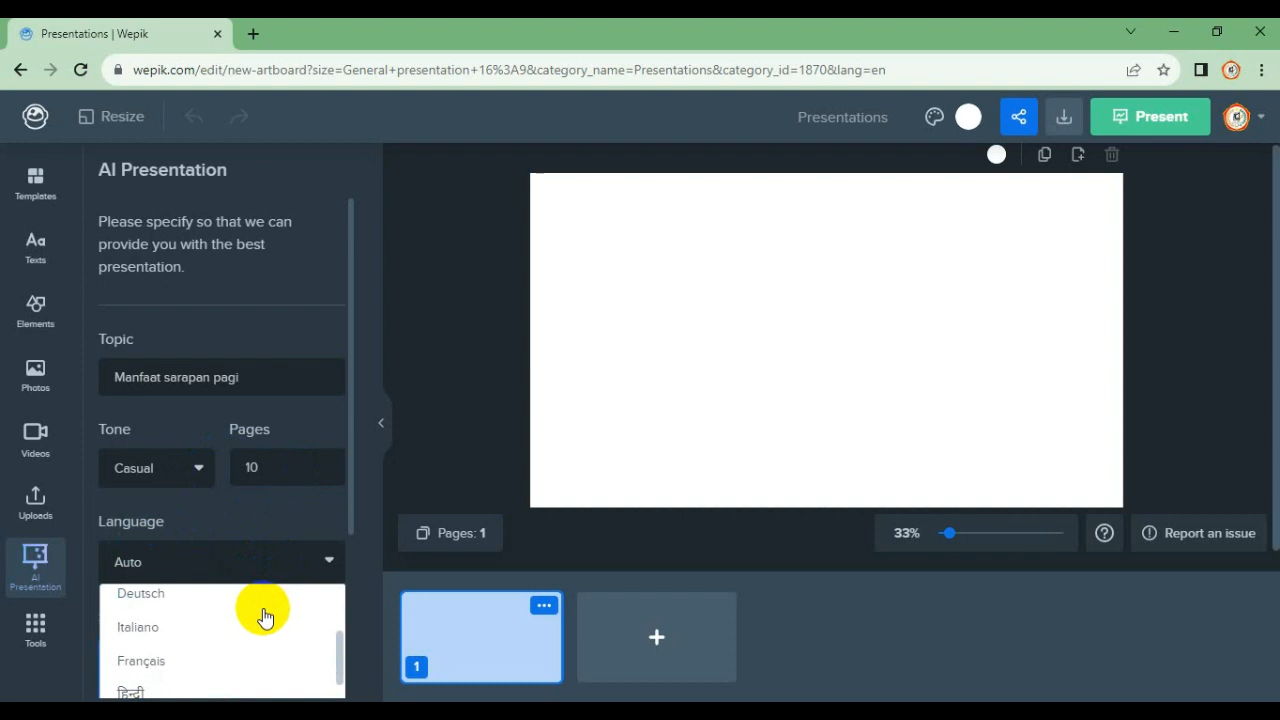 Presentations | Wepik
wepik.com/edit/new-artboard?size=General+presentation+16%3A9&category_name=Presentations&category_id=1870&lang=en
Resize
Presentations
Present
Templates
Texts
Elements
Photos
Videos
Uploads
AI
Presentation
Tools
AI Presentation
Please specify so that we can
provide you with the best
presentation.
Topic
Manfaat sarapan pagi
Tone Pages
Casual 10
Language
Auto
Deutsch
Italiano
Français
हिन्दी
Pages: 1
33%
Report an issue
1